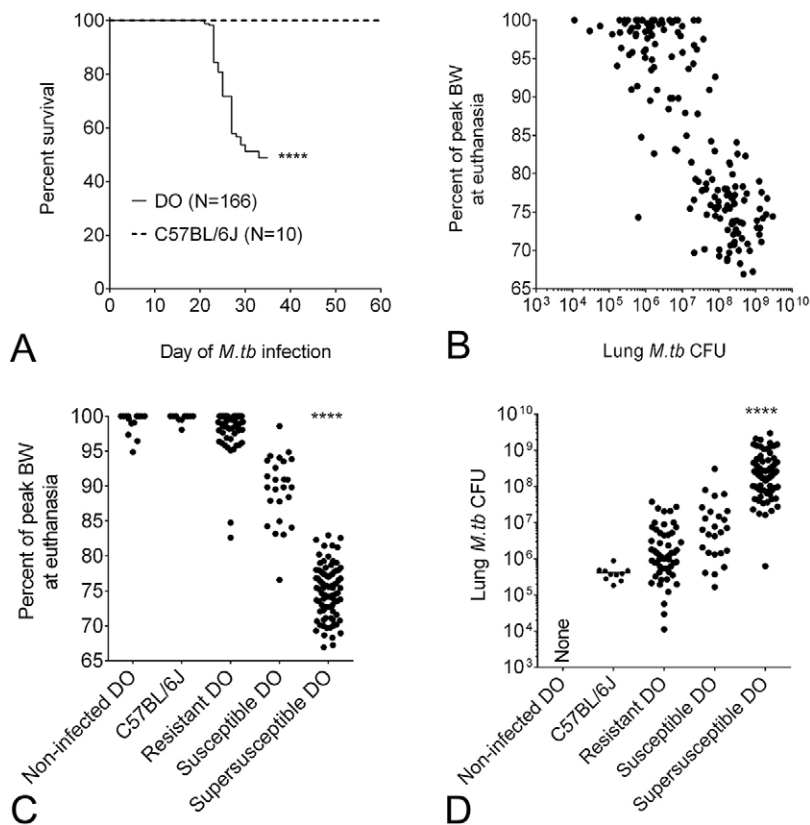 100
80
60
40
20
0
Percent survival
****
DO (N=166)
C57BL/6J (N=10)
0 10 20 30 40 50 60
Day of M.tb infection
A
100
95
90
85
80
75
70
65
Percent of peak BW
at euthanasia
10³ 10⁴ 10⁵ 10⁶ 10⁷ 10⁸ 10⁹ 10¹⁰
Lung M.tb CFU
B
100
95
90
85
80
75
70
65
Percent of peak BW
at euthanasia
****
Non-infected DO
C57BL/6J
Resistant DO
Susceptible DO
Supersusceptible DO
C
10¹⁰
10⁹
10⁸
10⁷
10⁶
10⁵
10⁴
10³
Lung M.tb CFU
****
None
Non-infected DO
C57BL/6J
Resistant DO
Susceptible DO
Supersusceptible DO
D